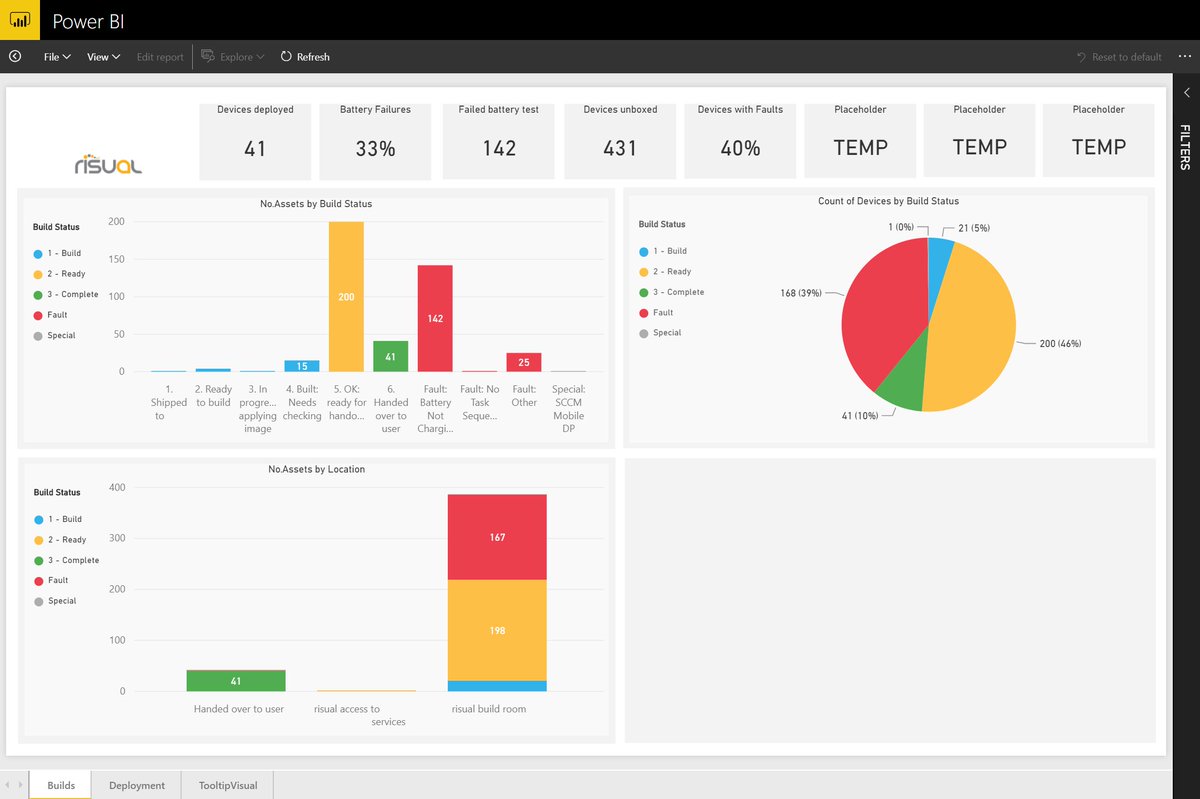 Power BI
File View Edit report Explore Refresh Reset to default
FILTERS
risual
Devices deployed
41
Battery Failures
33%
Failed battery test
142
Devices unboxed
431
Devices with Faults
40%
Placeholder
TEMP
Placeholder
TEMP
Placeholder
TEMP
No.Assets by Build Status
Build Status
1 - Build
2 - Ready
3 - Complete
Fault
Special
200
150
100
50
0
15
200
41
142
25
1.
Shipped
to
2. Ready
to build
3. In
progre...
applying
image
4. Built:
Needs
checking
5. OK:
ready for
hando...
6.
Handed
over to
user
Fault:
Battery
Not
Chargi...
Fault: No
Task
Seque...
Fault:
Other
Special:
SCCM
Mobile
DP
Count of Devices by Build Status
Build Status
1 - Build
2 - Ready
3 - Complete
Fault
Special
1 (0%)
21 (5%)
168 (39%)
200 (46%)
41 (10%)
No.Assets by Location
Build Status
1 - Build
2 - Ready
3 - Complete
Fault
Special
400
300
200
100
0
41
167
198
Handed over to user
risual access to
services
risual build room
Builds Deployment TooltipVisual